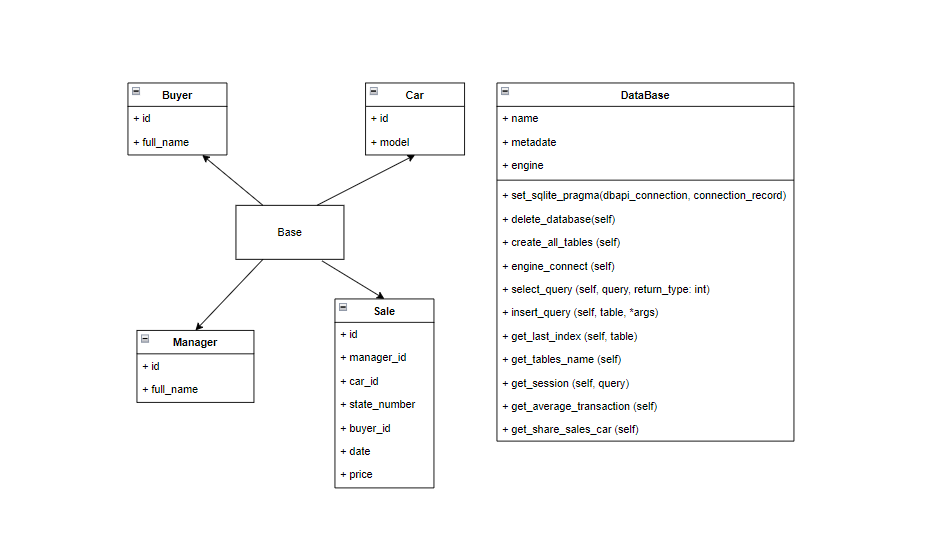 Buyer
+ id
+ full_name
Car
+ id
+ model
Base
Manager
+ id
+ full_name
Sale
+ id
+ manager_id
+ car_id
+ state_number
+ buyer_id
+ date
+ price
DataBase
+ name
+ metadate
+ engine
+ set_sqlite_pragma(dbapi_connection, connection_record)
+ delete_database(self)
+ create_all_tables (self)
+ engine_connect (self)
+ select_query (self, query, return_type: int)
+ insert_query (self, table, *args)
+ get_last_index (self, table)
+ get_tables_name (self)
+ get_session (self, query)
+ get_average_transaction (self)
+ get_share_sales_car (self)